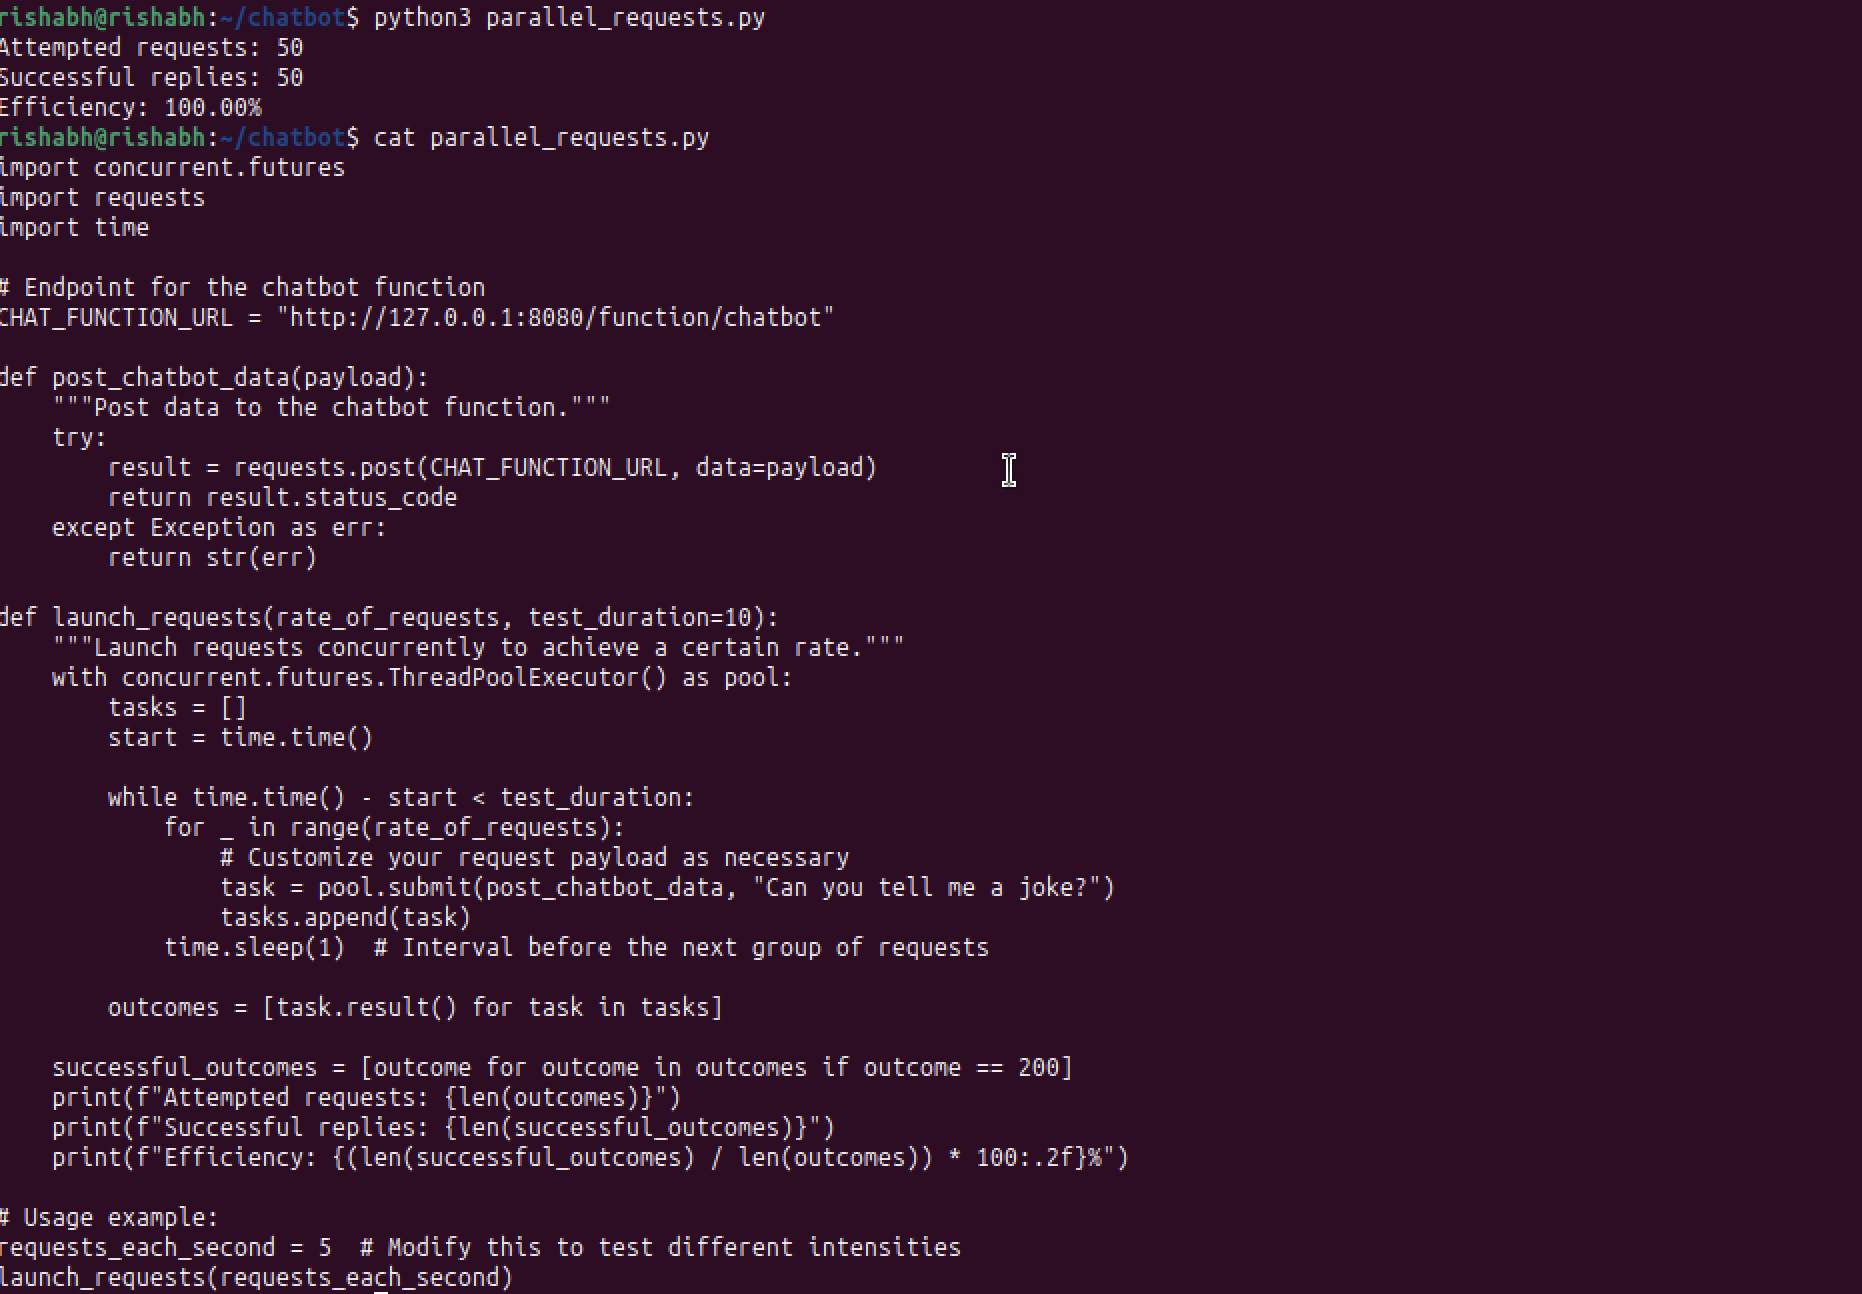 rishabh@rishabh:~/chatbot$ python3 parallel_requests.py
Attempted requests: 50
Successful replies: 50
Efficiency: 100.00%
rishabh@rishabh:~/chatbot$ cat parallel_requests.py
import concurrent.futures
import requests
import time

# Endpoint for the chatbot function
CHAT_FUNCTION_URL = "http://127.0.0.1:8080/function/chatbot"

def post_chatbot_data(payload):
    """Post data to the chatbot function."""
    try:
        result = requests.post(CHAT_FUNCTION_URL, data=payload)
        return result.status_code
    except Exception as err:
        return str(err)

def launch_requests(rate_of_requests, test_duration=10):
    """Launch requests concurrently to achieve a certain rate."""
    with concurrent.futures.ThreadPoolExecutor() as pool:
        tasks = []
        start = time.time()

        while time.time() - start < test_duration:
            for _ in range(rate_of_requests):
                # Customize your request payload as necessary
                task = pool.submit(post_chatbot_data, "Can you tell me a joke?")
                tasks.append(task)
            time.sleep(1)  # Interval before the next group of requests

        outcomes = [task.result() for task in tasks]

    successful_outcomes = [outcome for outcome in outcomes if outcome == 200]
    print(f"Attempted requests: {len(outcomes)}")
    print(f"Successful replies: {len(successful_outcomes)}")
    print(f"Efficiency: {(len(successful_outcomes) / len(outcomes)) * 100:.2f}%")

# Usage example:
requests_each_second = 5  # Modify this to test different intensities
launch_requests(requests_each_second)